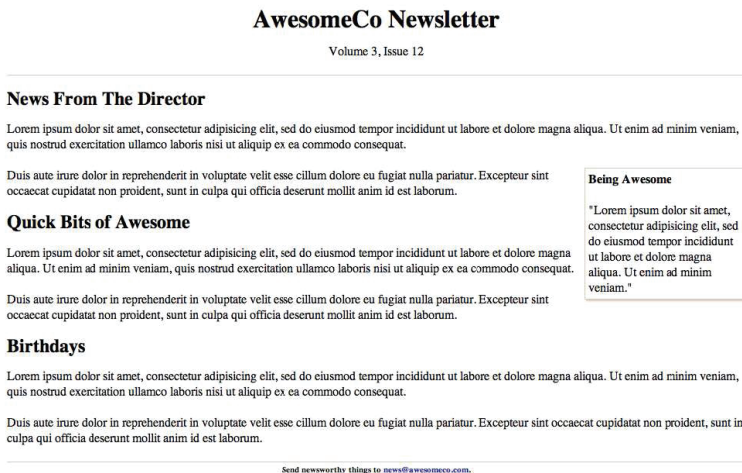 AwesomeCo Newsletter
Volume 3, Issue 12
News From The Director
Lorem ipsum dolor sit amet, consectetur adipisicing elit, sed do eiusmod tempor incididunt ut labore et dolore magna aliqua. Ut enim ad minim veniam,
quis nostrud exercitation ullamco laboris nisi ut aliquip ex ea commodo consequat.
Duis aute irure dolor in reprehenderit in voluptate velit esse cillum dolore eu fugiat nulla pariatur. Excepteur sint
occaecat cupidatat non proident, sunt in culpa qui officia deserunt mollit anim id est laborum.
Being Awesome
"Lorem ipsum dolor sit amet,
consectetur adipisicing elit, sed
do eiusmod tempor incididunt
ut labore et dolore magna
aliqua. Ut enim ad minim
veniam."
Quick Bits of Awesome
Lorem ipsum dolor sit amet, consectetur adipisicing elit, sed do eiusmod tempor incididunt ut labore et dolore magna
aliqua. Ut enim ad minim veniam, quis nostrud exercitation ullamco laboris nisi ut aliquip ex ea commodo consequat.
Duis aute irure dolor in reprehenderit in voluptate velit esse cillum dolore eu fugiat nulla pariatur. Excepteur sint
occaecat cupidatat non proident, sunt in culpa qui officia deserunt mollit anim id est laborum.
Birthdays
Lorem ipsum dolor sit amet, consectetur adipisicing elit, sed do eiusmod tempor incididunt ut labore et dolore magna aliqua. Ut enim ad minim veniam,
quis nostrud exercitation ullamco laboris nisi ut aliquip ex ea commodo consequat.
Duis aute irure dolor in reprehenderit in voluptate velit esse cillum dolore eu fugiat nulla pariatur. Excepteur sint occaecat cupidatat non proident, sunt in
culpa qui officia deserunt mollit anim id est laborum.
Send newsworthy things to news@awesomeco.com.